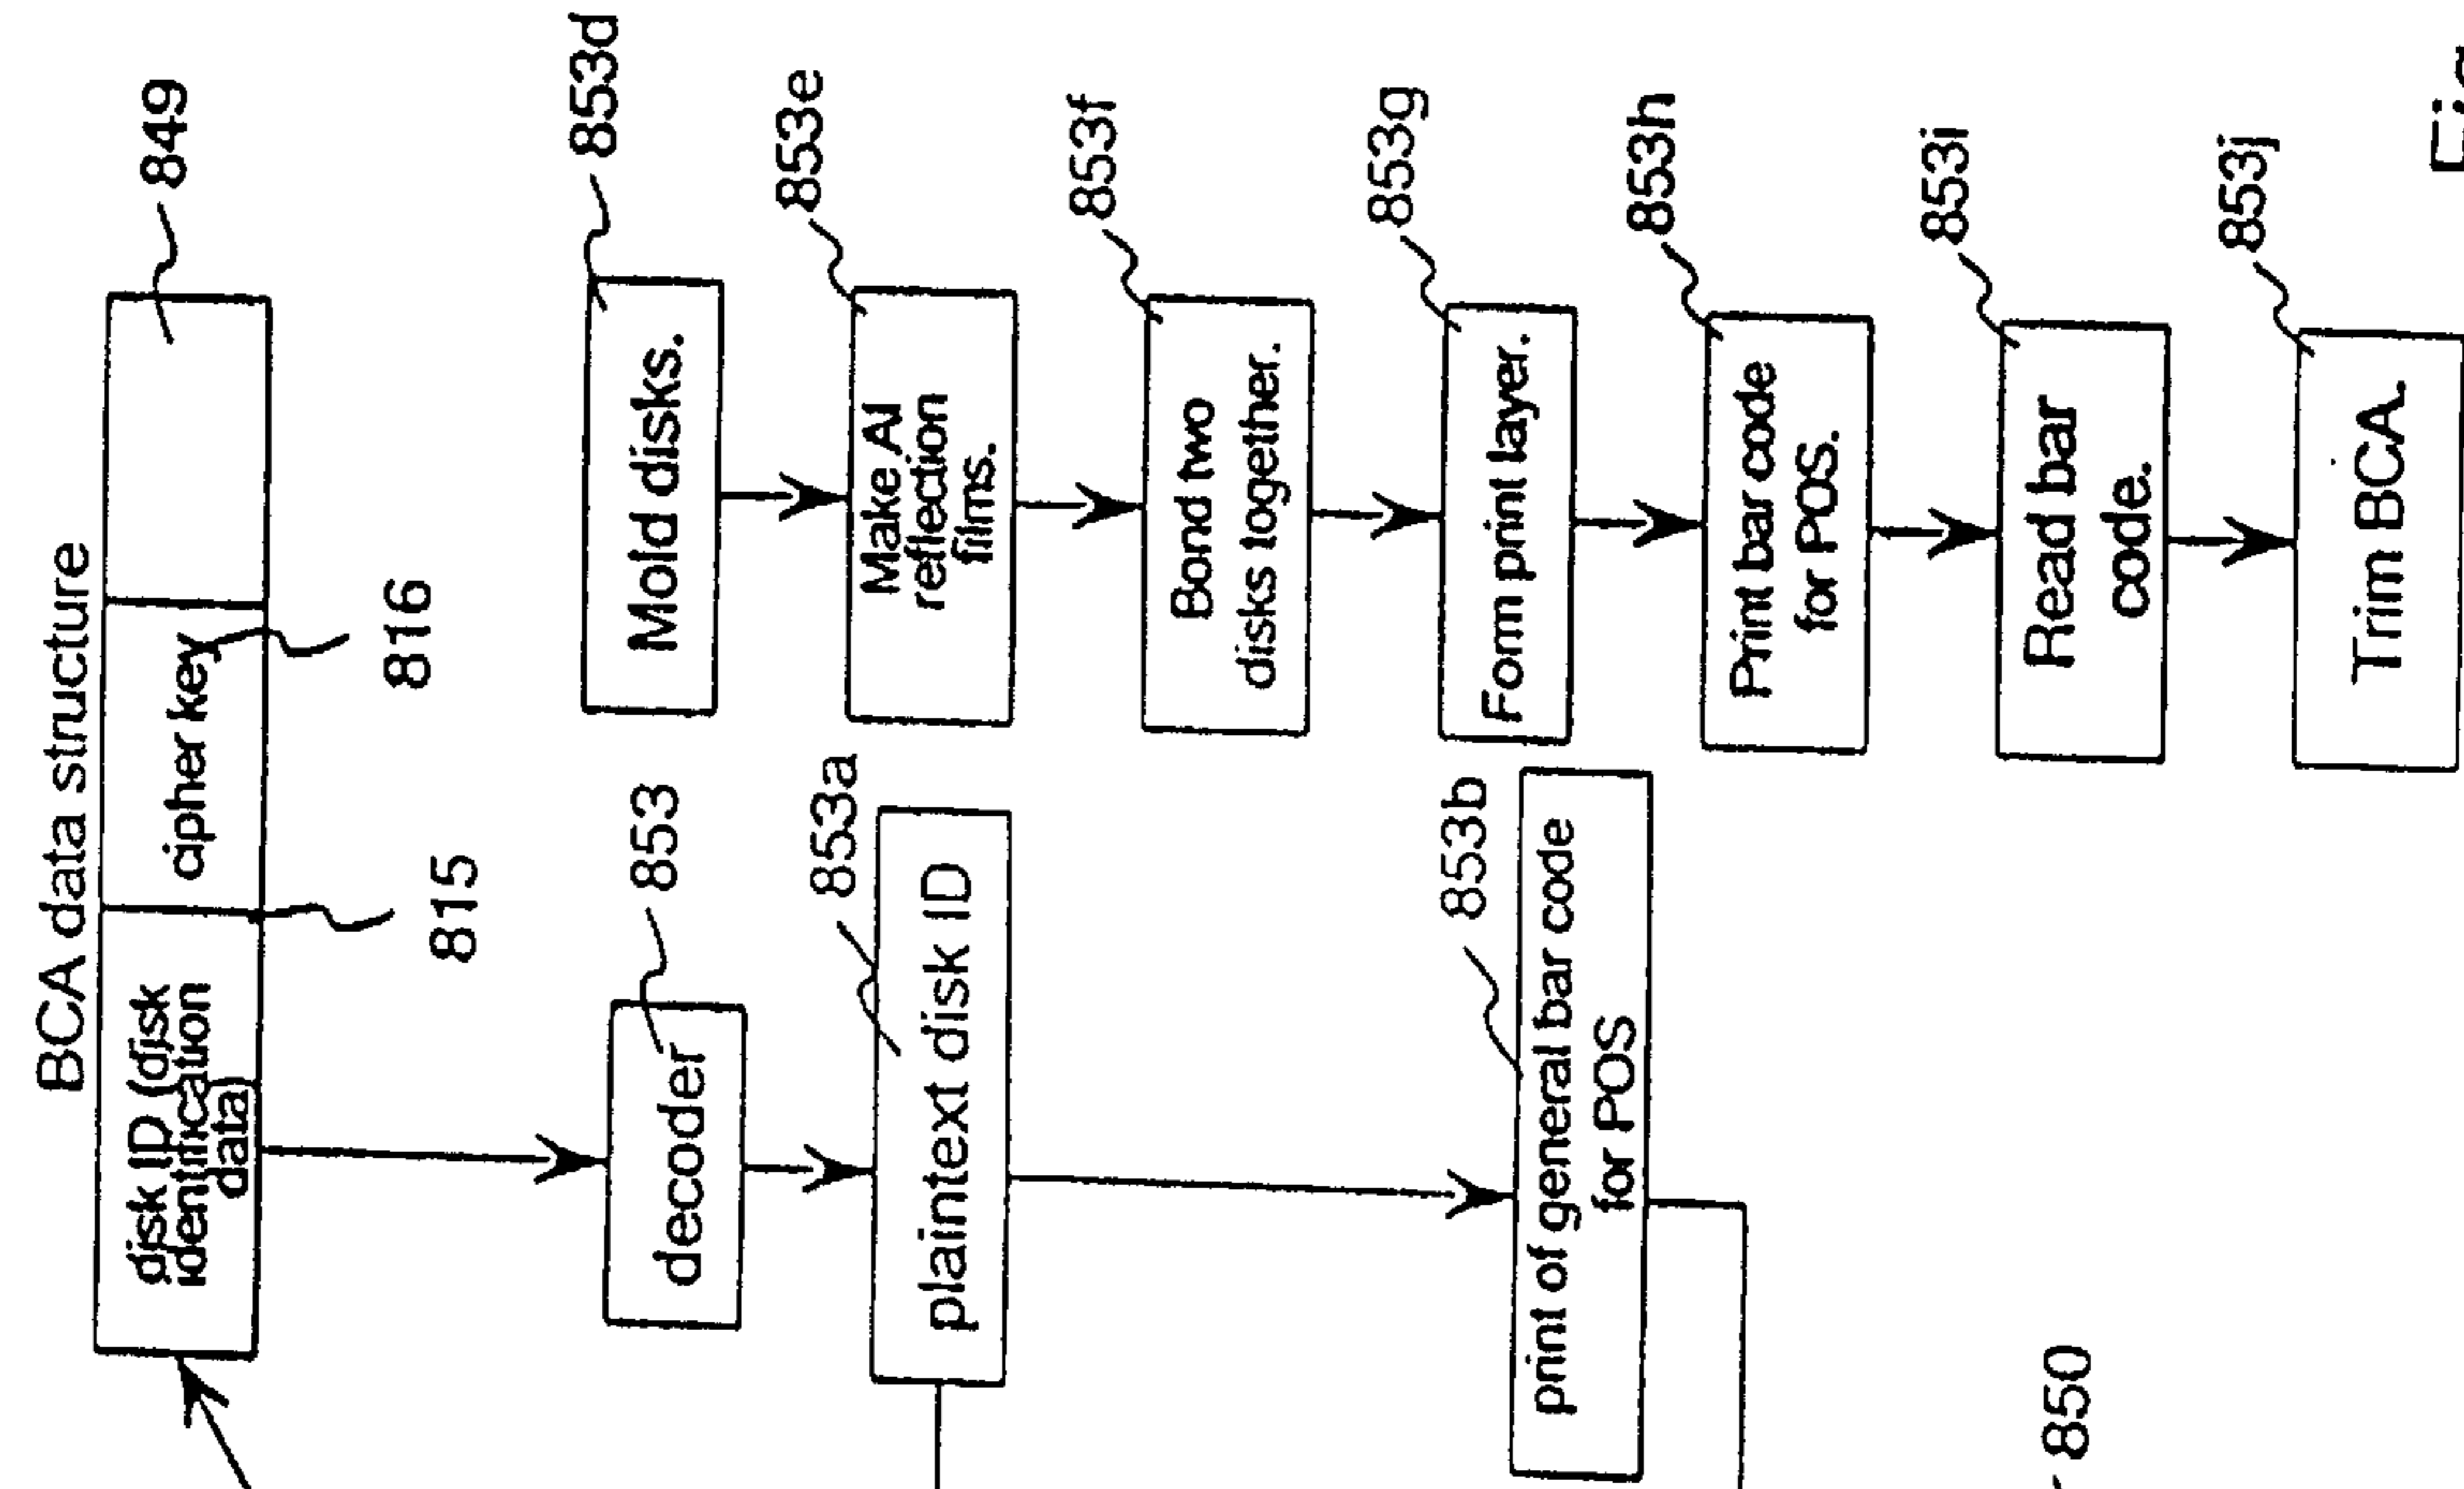 BCA data structure
849
disk ID (disk
identification
data)
cipher key
815
816
853
decoder
853a
plaintext disk ID
853b
print of general bar code
for POS
850
853d
Mold disks.
853e
Make Al
reflection
films.
853f
Bond two
disks together.
853g
Form print layer.
853h
Print bar code
for POS.
853i
Read bar
code.
853j
Trim BCA.